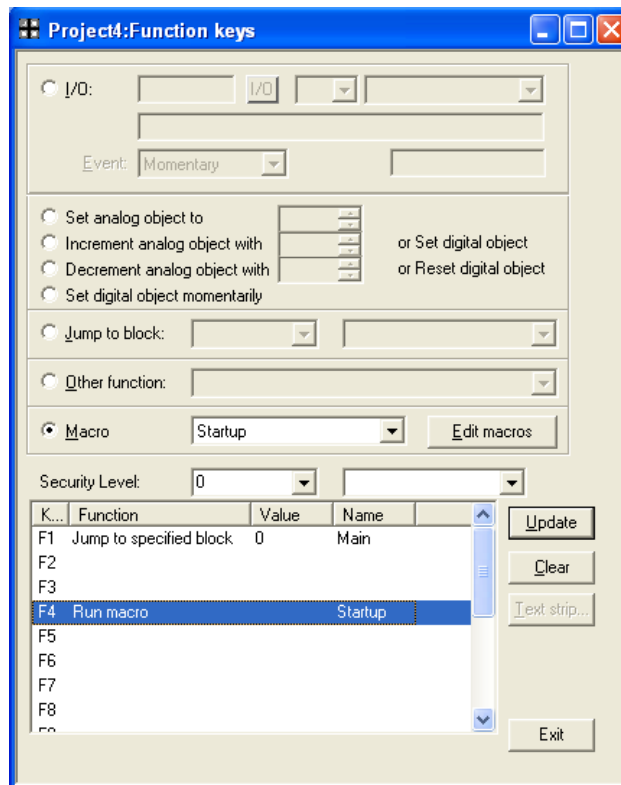 Project4:Function keys
I/O:
I/O
Event: Momentary
Set analog object to
Increment analog object with or Set digital object
Decrement analog object with or Reset digital object
Set digital object momentarily
Jump to block:
Other function:
Macro Startup Edit macros
Security Level: 0
K... Function Value Name
F1 Jump to specified block 0 Main
Update
F2
Clear
F3
F4 Run macro Startup
Text strip...
F5
F6
F7
F8
Exit